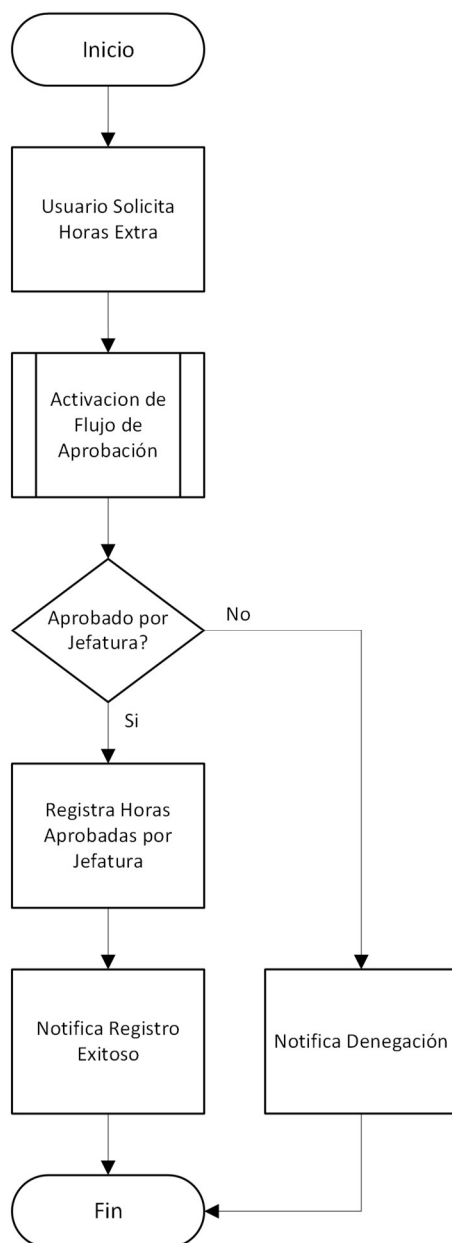 Inicio
Usuario Solicita
Horas Extra
Activacion de
Flujo de
Aprobación
Aprobado por
Jefatura?
No
Si
Registra Horas
Aprobadas por
Jefatura
Notifica Registro
Exitoso
Notifica Denegación
Fin